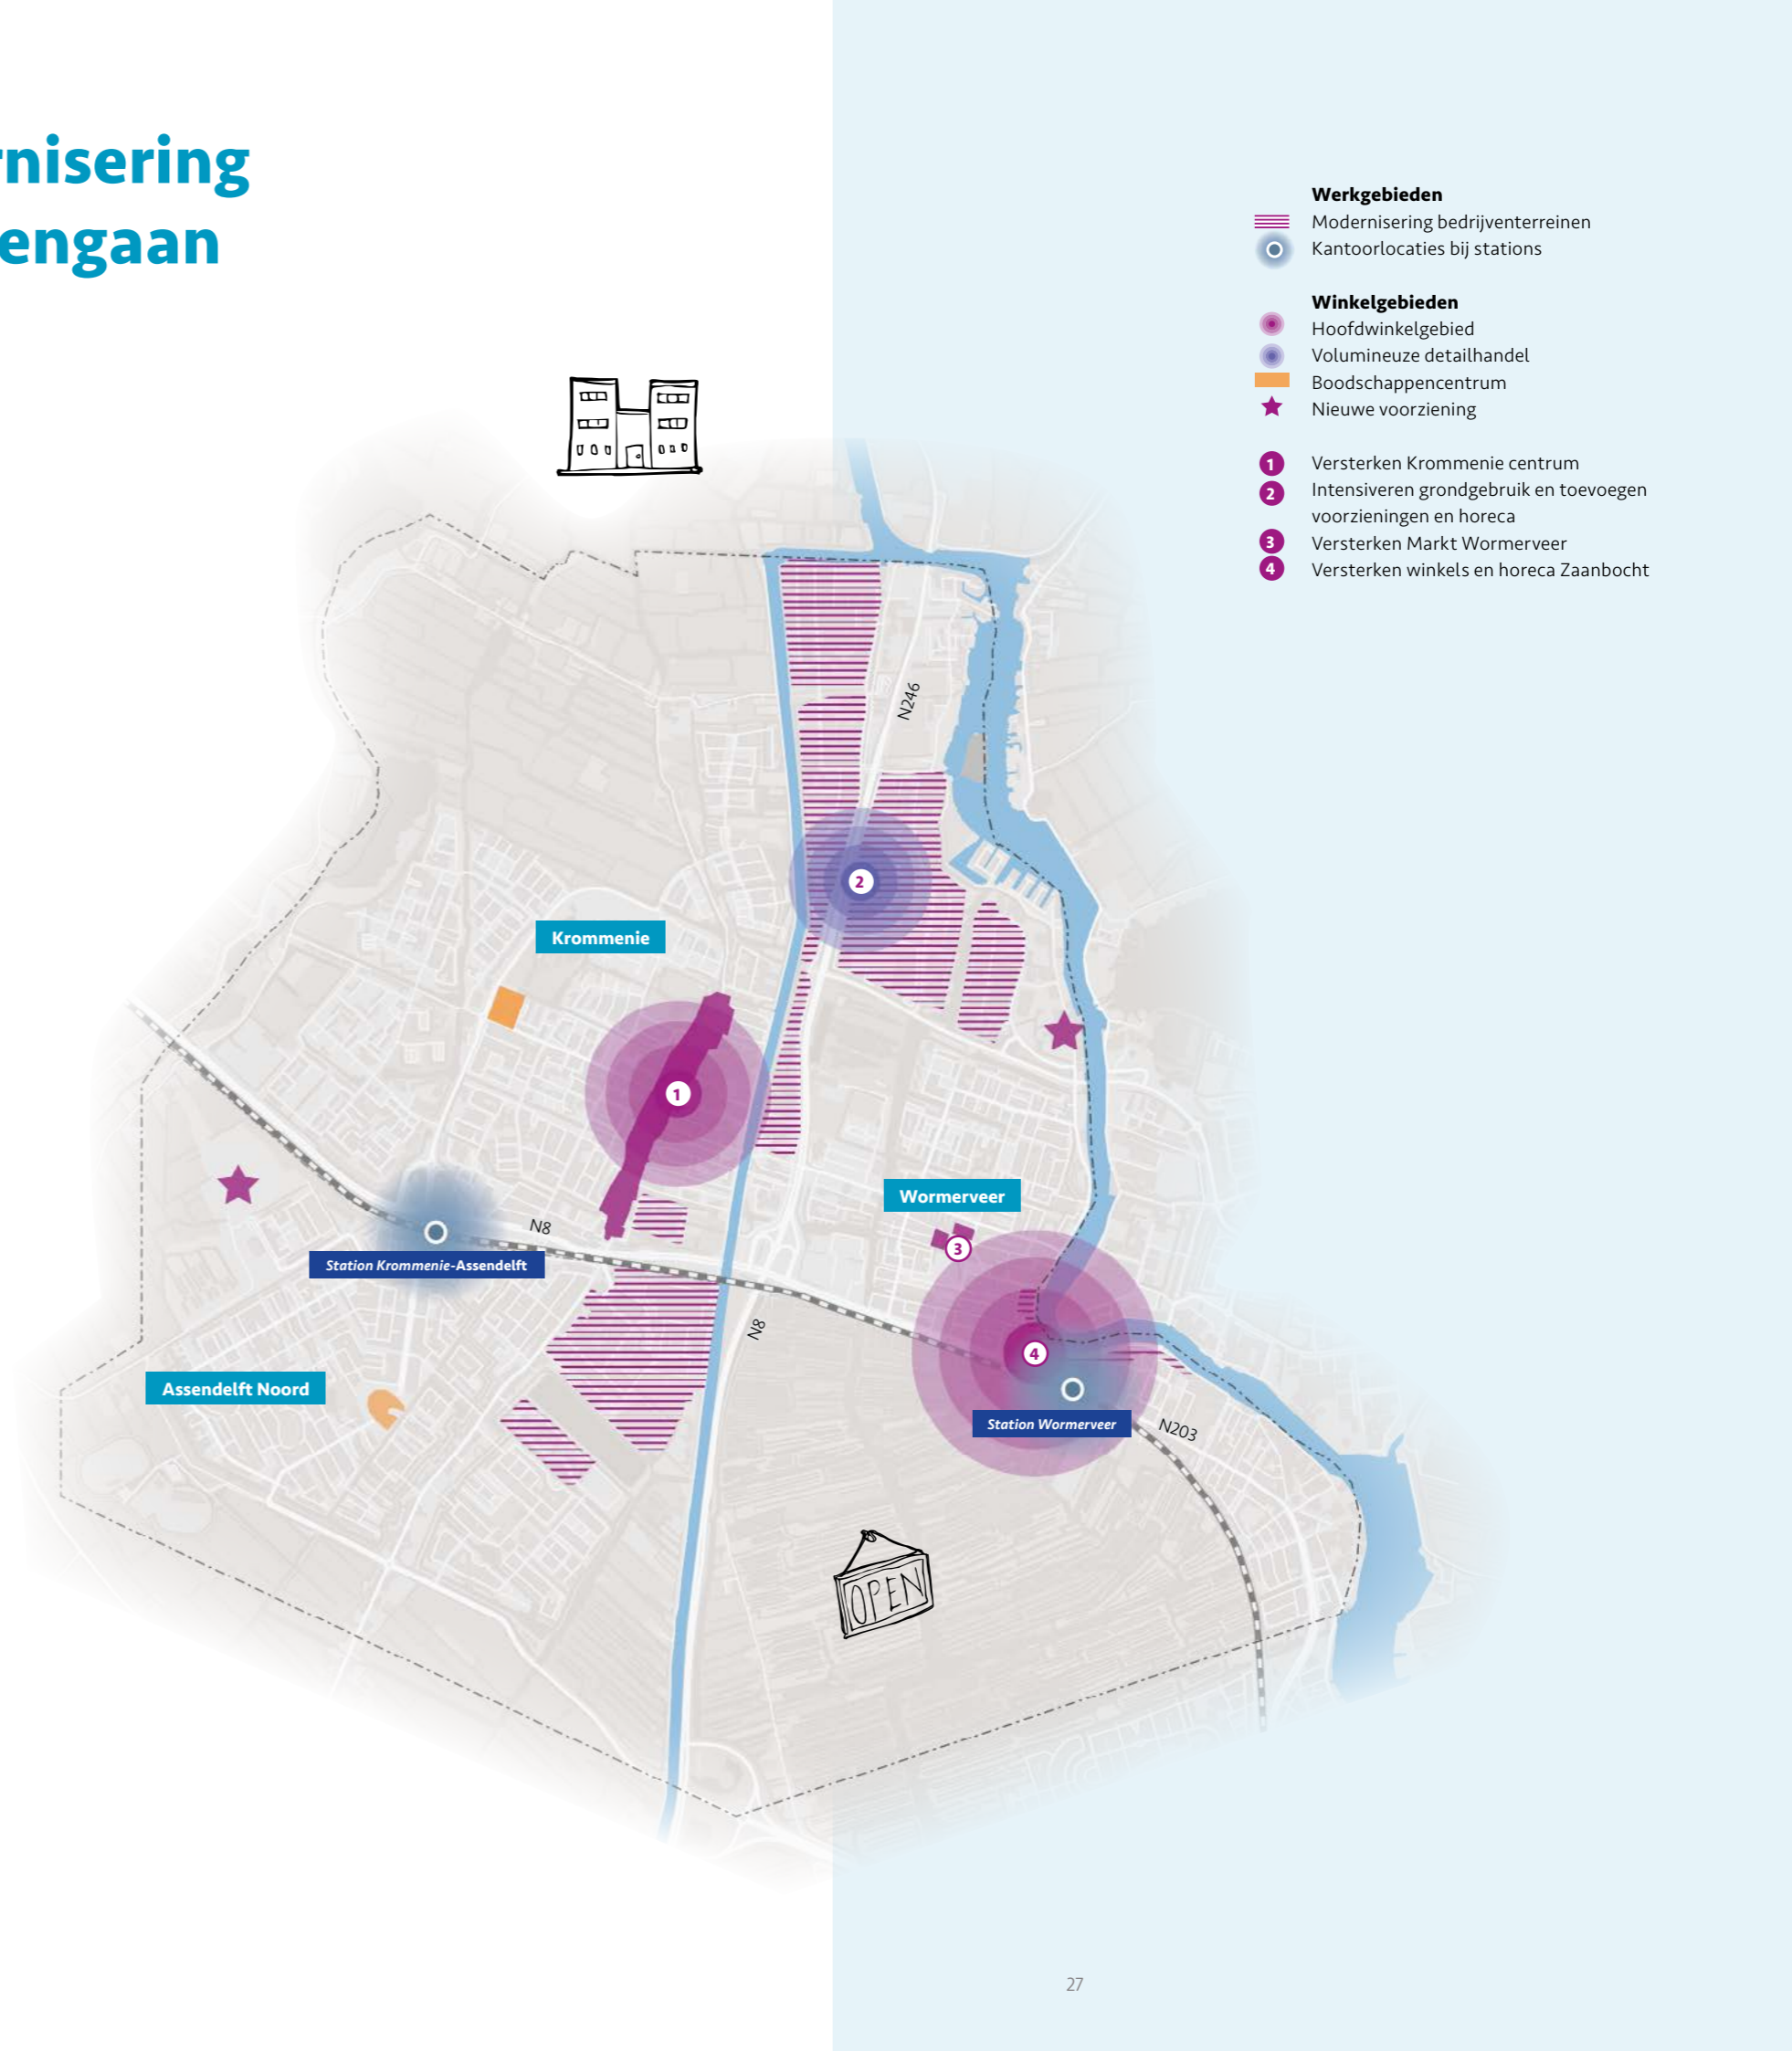 rnisering
engaan
Werkgebieden
Modernisering bedrijventerreinen
Kantoorlocaties bij stations
Winkelgebieden
Hoofdwinkelgebied
Volumineuze detailhandel
Boodschappencentrum
Nieuwe voorziening
1 Versterken Krommenie centrum
2 Intensiveren grondgebruik en toevoegen
voorzieningen en horeca
3 Versterken Markt Wormerveer
4 Versterken winkels en horeca Zaanbocht
N246
2
Krommenie
1
Wormerveer
N8
3
Station Krommenie-Assendelft
N8
4
Assendelft Noord
Station Wormerveer
N203
OPEN
27